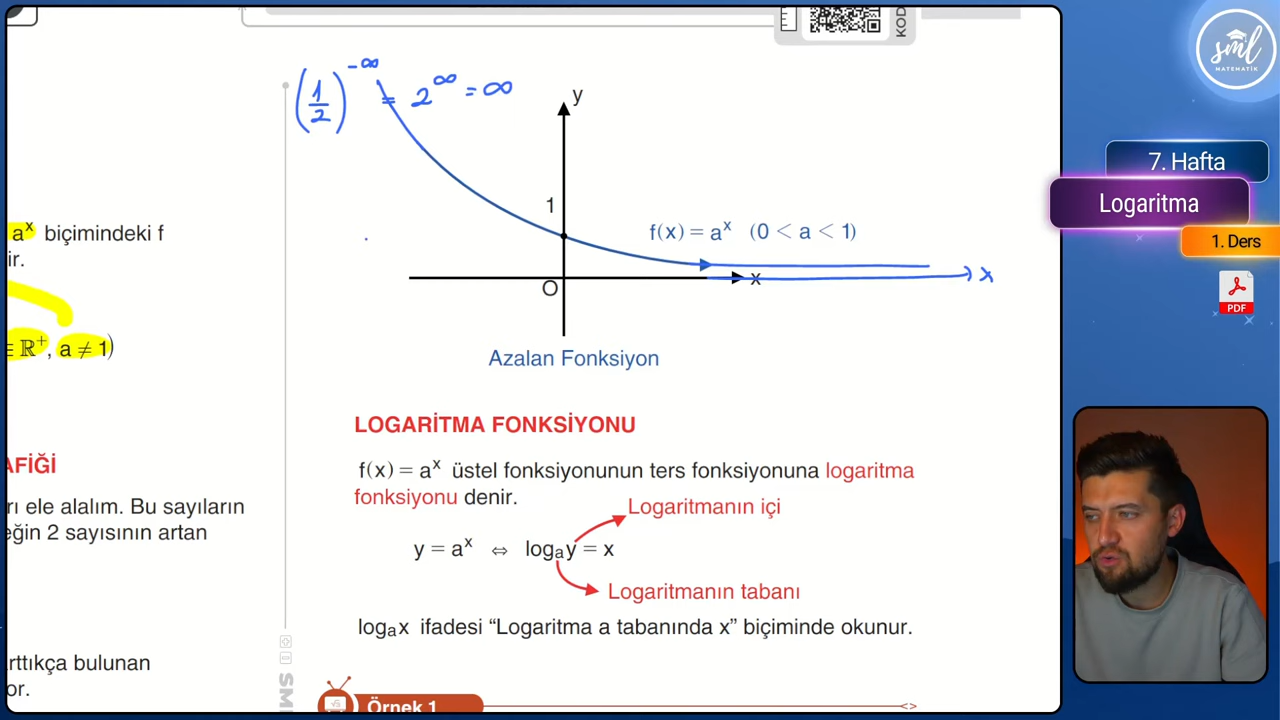 KOD
sml
MATEMATİK
7. Hafta
Logaritma
1. Ders
PDF
(1/2)^-∞ = 2^∞ = ∞
y
1
f(x) = a^x (0 < a < 1)
O
x
x
Azalan Fonksiyon
a^x biçimindeki f
ir.
∈ ℝ^+, a ≠ 1)
AFİĞİ
rı ele alalım. Bu sayıların
eğin 2 sayısının artan
rttıkça bulunan
or.
LOGARİTMA FONKSİYONU
f(x) = a^x üstel fonksiyonunun ters fonksiyonuna logaritma
fonksiyonu denir.
Logaritmanın içi
y = a^x ⇔ log_a y = x
Logaritmanın tabanı
log_a x ifadesi “Logaritma a tabanında x” biçiminde okunur.
SM
Örnek 1